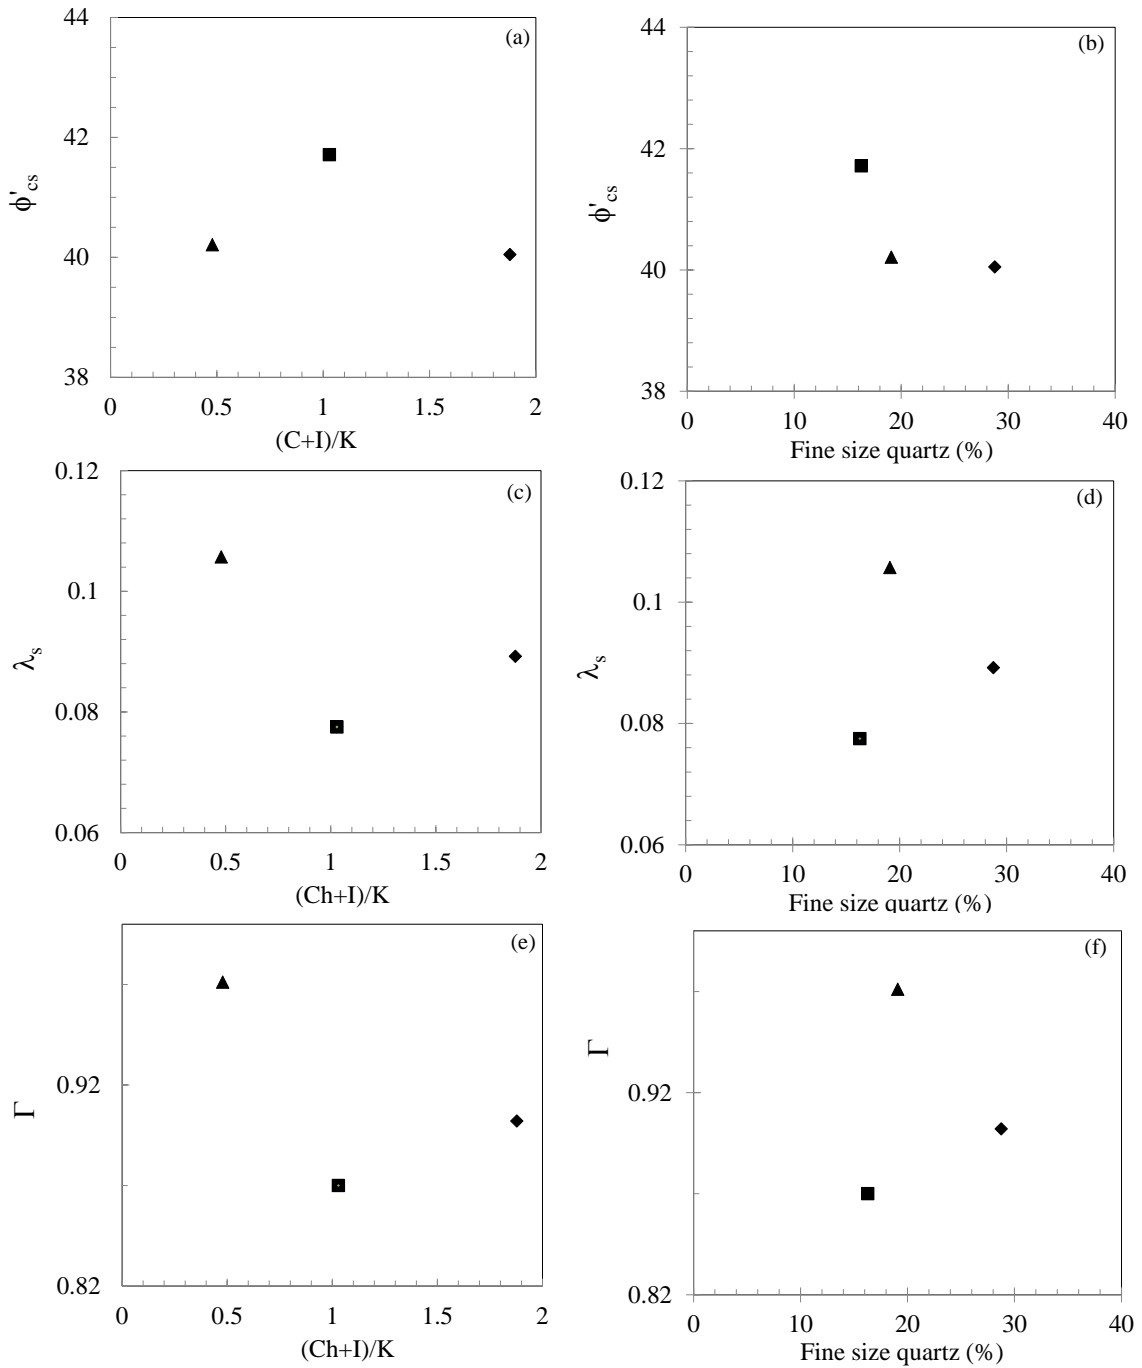 44
(a)
42
ϕ'cs
40
38
0 0.5 1 1.5 2
(C+I)/K
44
(b)
42
ϕ'cs
40
38
0 10 20 30 40
Fine size quartz (%)
0.12
(c)
0.1
λs
0.08
0.06
0 0.5 1 1.5 2
(Ch+I)/K
0.12
(d)
0.1
λs
0.08
0.06
0 10 20 30 40
Fine size quartz (%)
(e)
0.92
Γ
0.82
0 0.5 1 1.5 2
(Ch+I)/K
(f)
Γ
0.92
0.82
0 10 20 30 40
Fine size quartz (%)